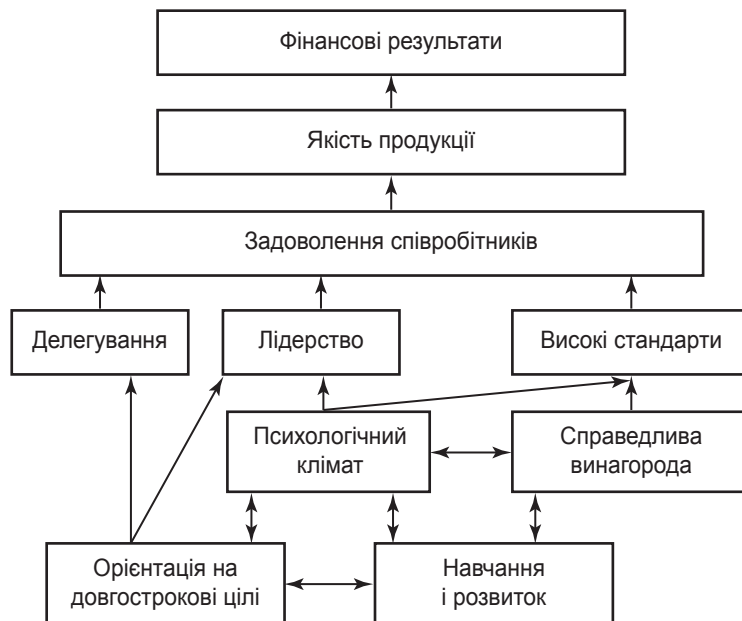 Фінансові результати
Якість продукції
Задоволення співробітників
Делегування
Лідерство
Високі стандарти
Психологічний
клімат
Справедлива
винагорода
Орієнтація на
довгострокові цілі
Навчання
і розвиток